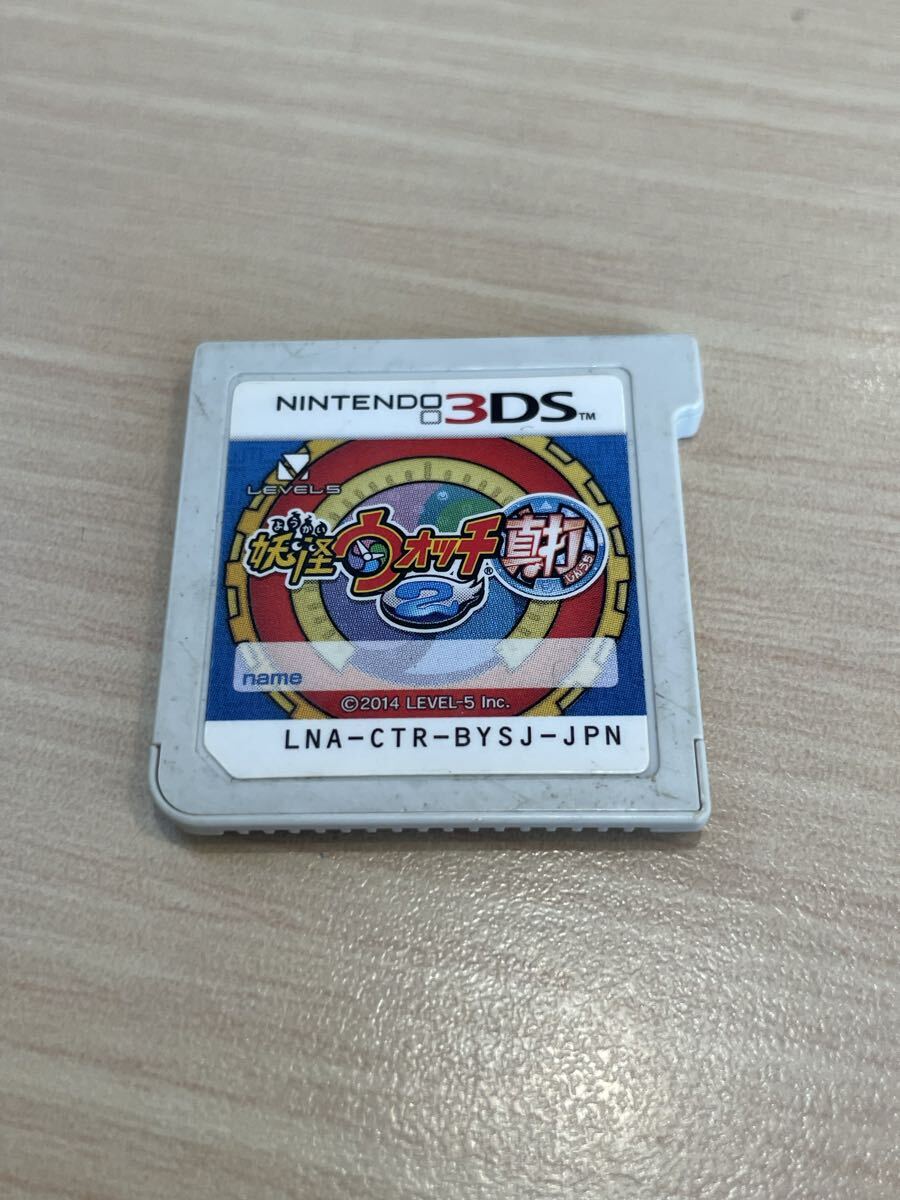 NINTENDO 3DS™
LEVEL5
ようかい
妖怪ウォッチ 真打
しんうち
2®
name
©2014 LEVEL-5 Inc.
LNA-CTR-BYSJ-JPN